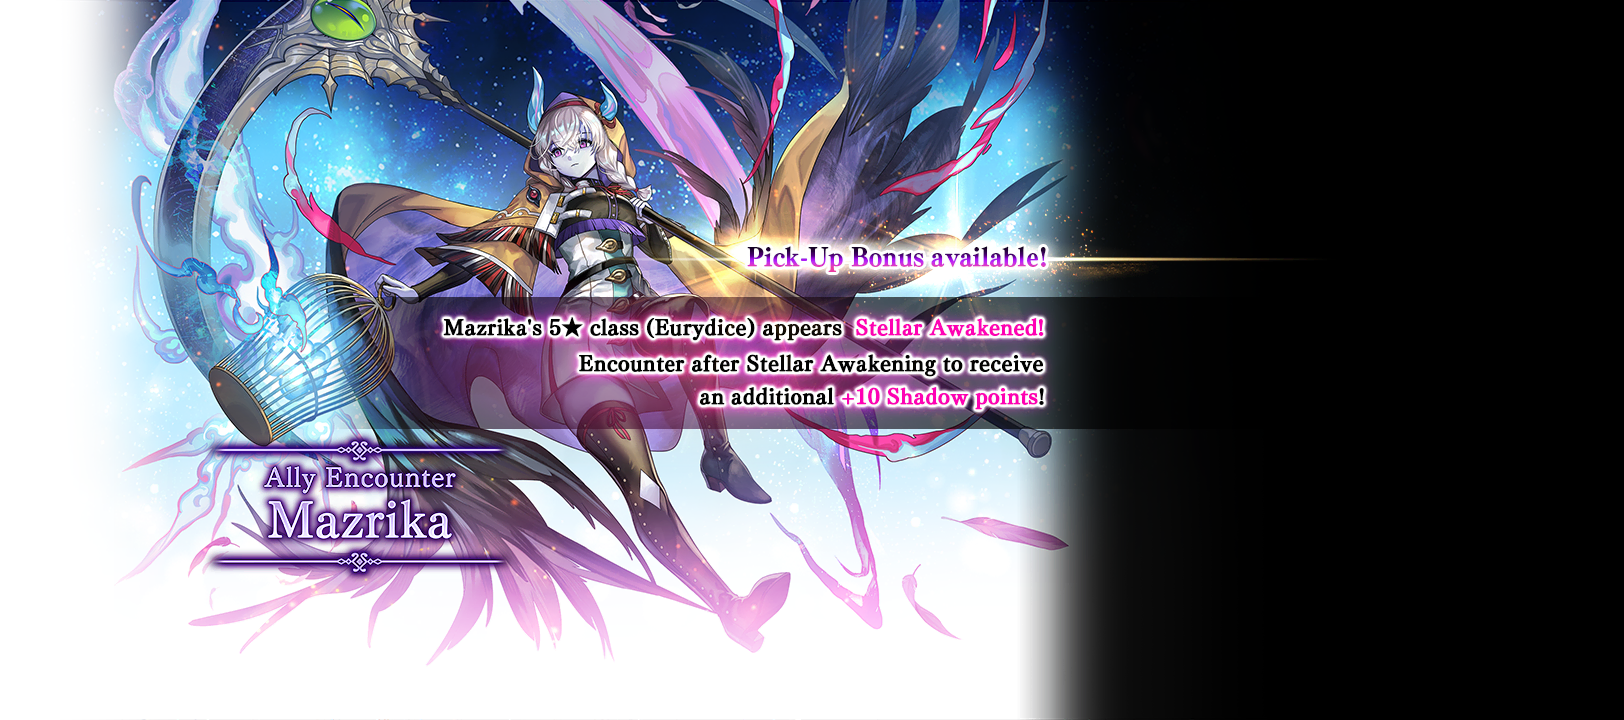 Pick-Up Bonus available!
Mazrika's 5★ class (Eurydice) appears Stellar Awakened!
Encounter after Stellar Awakening to receive
an additional +10 Shadow points!
Ally Encounter
Mazrika